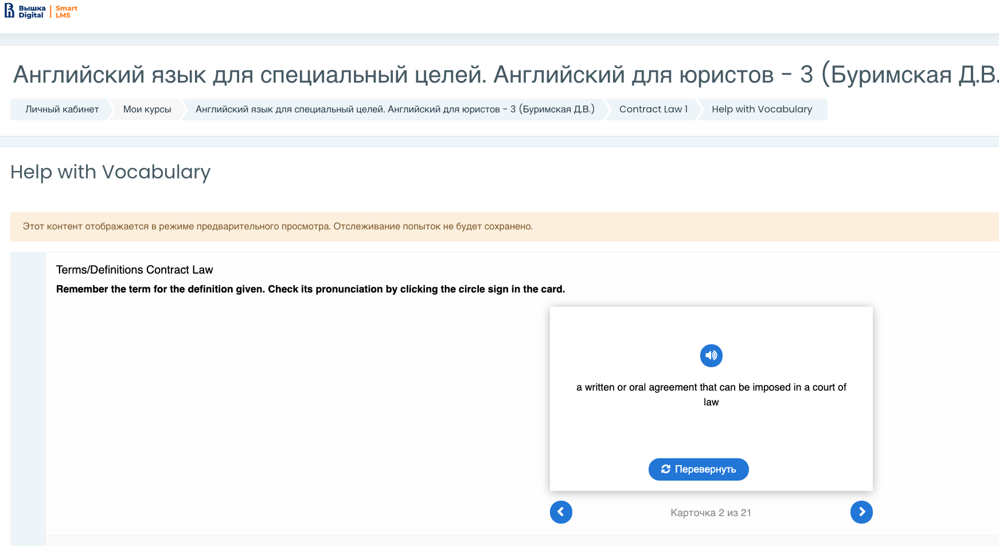 Вышка Digital | Smart LMS
Английский язык для специальный целей. Английский для юристов - 3 (Буримская Д.В.
Личный кабинет
Мои курсы
Английский язык для специальный целей. Английский для юристов - 3 (Буримская Д.В.)
Contract Law 1
Help with Vocabulary
Help with Vocabulary
Этот контент отображается в режиме предварительного просмотра. Отслеживание попыток не будет сохранено.
Terms/Definitions Contract Law
Remember the term for the definition given. Check its pronunciation by clicking the circle sign in the card.
a written or oral agreement that can be imposed in a court of
law
Перевернуть
Карточка 2 из 21